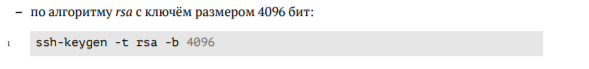 – по алгоритму rsa с ключём размером 4096 бит:
1 ssh-keygen -t rsa -b 4096